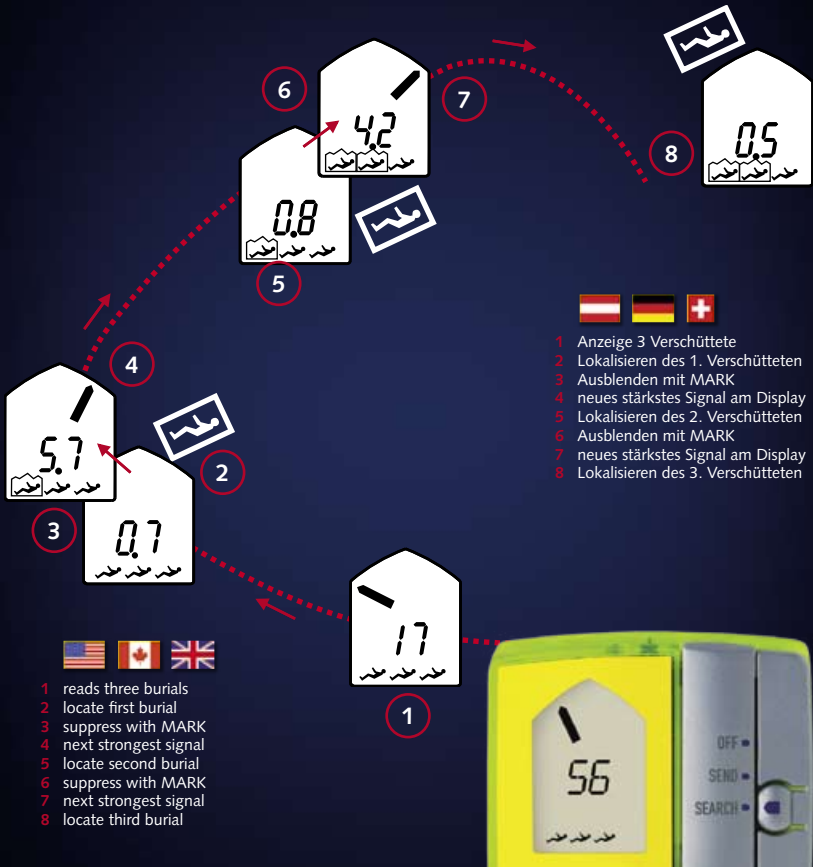 6
4.2
7
8
0.5
0.8
5
4
5.7
2
3
0.7
17
1
1 Anzeige 3 Verschüttete
2 Lokalisieren des 1. Verschütteten
3 Ausblenden mit MARK
4 neues stärkstes Signal am Display
5 Lokalisieren des 2. Verschütteten
6 Ausblenden mit MARK
7 neues stärkstes Signal am Display
8 Lokalisieren des 3. Verschütteten
1 reads three burials
2 locate first burial
3 suppress with MARK
4 next strongest signal
5 locate second burial
6 suppress with MARK
7 next strongest signal
8 locate third burial
56
OFF
SEND
SEARCH